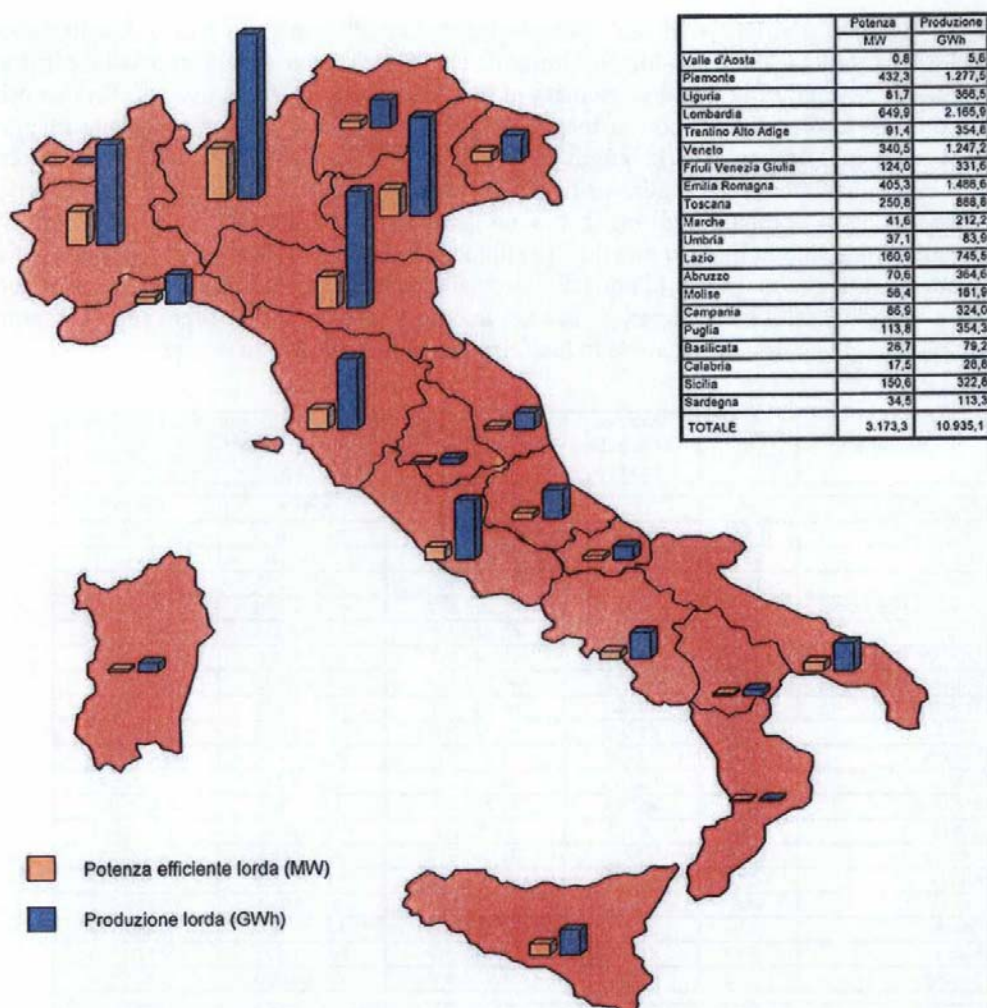 Potenza Produzione
MW GWh
Valle d'Aosta 0,8 5,6
Piemonte 432,3 1.277,5
Liguria 81,7 366,5
Lombardia 649,9 2.165,9
Trentino Alto Adige 91,4 354,8
Veneto 340,5 1.247,2
Friuli Venezia Giulia 124,0 331,6
Emilia Romagna 405,3 1.486,6
Toscana 250,8 888,8
Marche 41,6 212,2
Umbria 37,1 83,9
Lazio 160,9 745,5
Abruzzo 70,6 364,6
Molise 56,4 161,9
Campania 86,9 324,0
Puglia 113,8 354,3
Basilicata 26,7 79,2
Calabria 17,5 28,8
Sicilia 150,6 322,8
Sardegna 34,5 113,3
TOTALE 3.173,3 10.935,1
Potenza efficiente lorda (MW)
Produzione lorda (GWh)